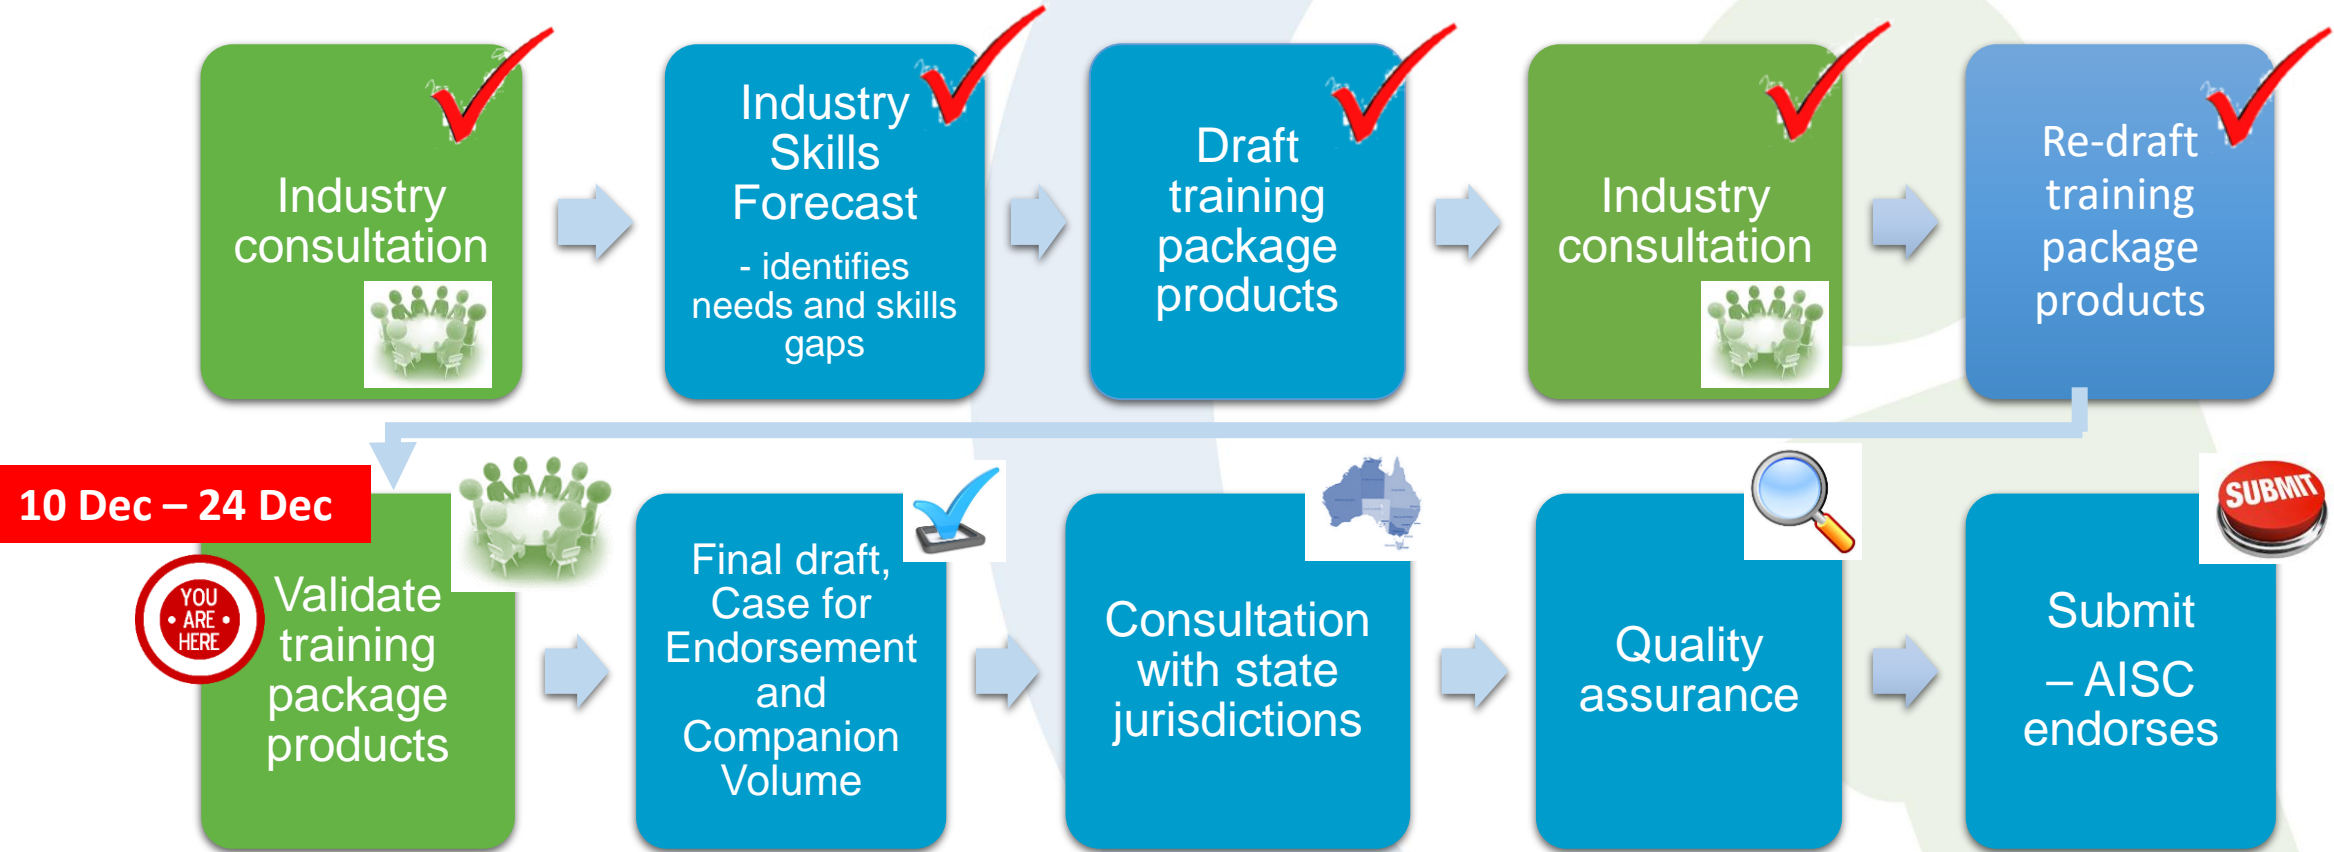 Industry
consultation
Industry
Skills
Forecast
- identifies
needs and skills
gaps
Draft
training
package
products
Industry
consultation
Re-draft
training
package
products
10 Dec – 24 Dec
YOU
• ARE •
HERE
Validate
training
package
products
Final draft,
Case for
Endorsement
and
Companion
Volume
Consultation
with state
jurisdictions
Quality
assurance
SUBMIT
Submit
– AISC
endorses